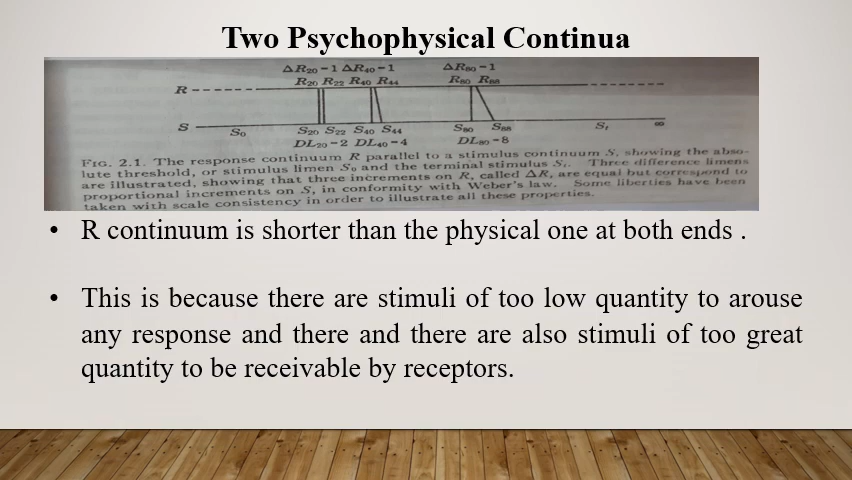 Two Psychophysical Continua
ΔR20 - 1 ΔR40 - 1 ΔR80 - 1
R20 R22 R40 R44 R80 R88
R
S
S0 S20 S22 S40 S44 S80 S88 St ∞
DL20 - 2 DL40 - 4 DL80 - 8
FIG. 2.1. The response continuum R parallel to a stimulus continuum S, showing the abso-
lute threshold, or stimulus limen S0 and the terminal stimulus St. Three difference limens
are illustrated, showing that three increments on R, called ΔR, are equal but correspond to
proportional increments on S, in conformity with Weber's law. Some liberties have been
taken with scale consistency in order to illustrate all these properties.
• R continuum is shorter than the physical one at both ends .
• This is because there are stimuli of too low quantity to arouse
any response and there and there are also stimuli of too great
quantity to be receivable by receptors.